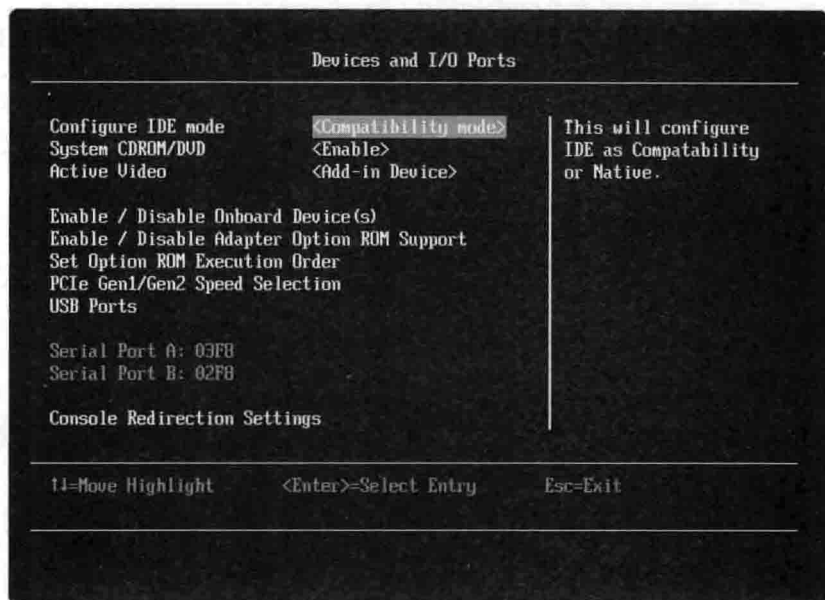 Devices and I/O Ports
Configure IDE mode <Compatibility mode>
System CDROM/DVD <Enable>
Active Video <Add-in Device>
Enable / Disable Onboard Device(s)
Enable / Disable Adapter Option ROM Support
Set Option ROM Execution Order
PCIe Gen1/Gen2 Speed Selection
USB Ports
Serial Port A: 03F8
Serial Port B: 02F8
Console Redirection Settings
This will configure
IDE as Compatability
or Native.
↑↓=Move Highlight <Enter>=Select Entry Esc=Exit